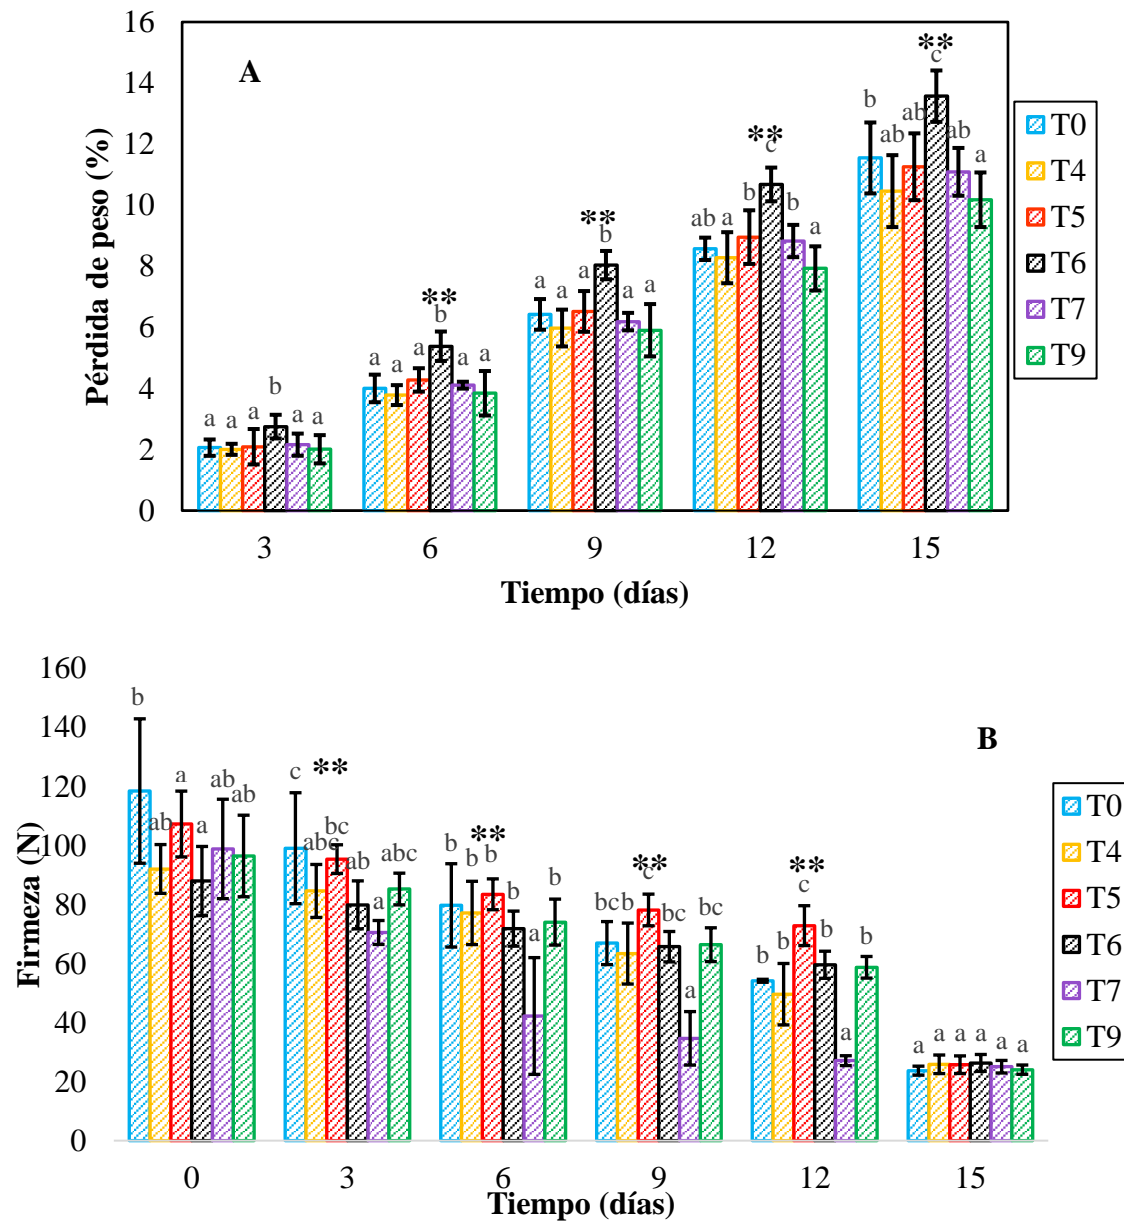 16
14
12
10
8
6
4
2
0
Pérdida de peso (%)
A
a a a b a a
**
a a a b a a
**
a a a b a a
**
ab a b c b a
**
b ab ab c ab a
3 6 9 12 15
Tiempo (días)
T0
T4
T5
T6
T7
T9
160
140
120
100
80
60
40
20
0
Firmeza (N)
B
b ab a a ab ab
**
c abc bc ab a abc
**
b b b b a b
**
bc b c bc a bc
**
b b c b a b
a a a a a a
0 3 6 9 12 15
Tiempo (días)
T0
T4
T5
T6
T7
T9